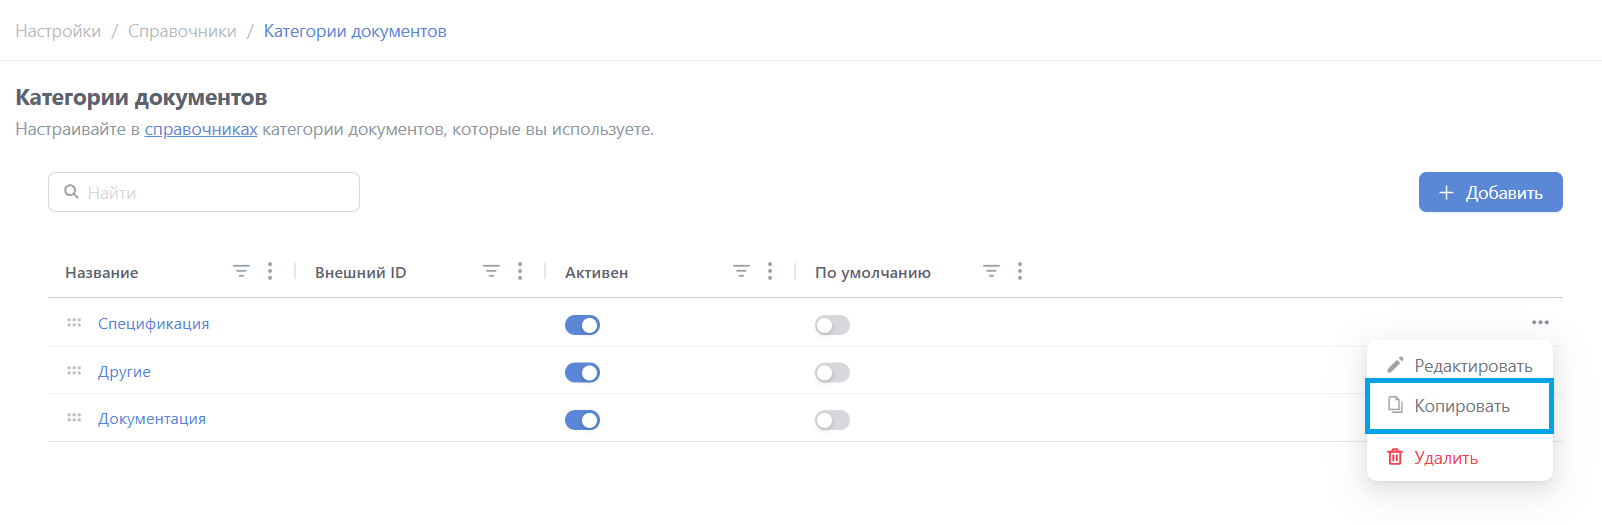 Настройки / Справочники / Категории документов
Категории документов
Настраивайте в справочниках категории документов, которые вы используете.
Найти
+ Добавить
Название Внешний ID Активен По умолчанию
Спецификация
Другие
Документация
Редактировать
Копировать
Удалить